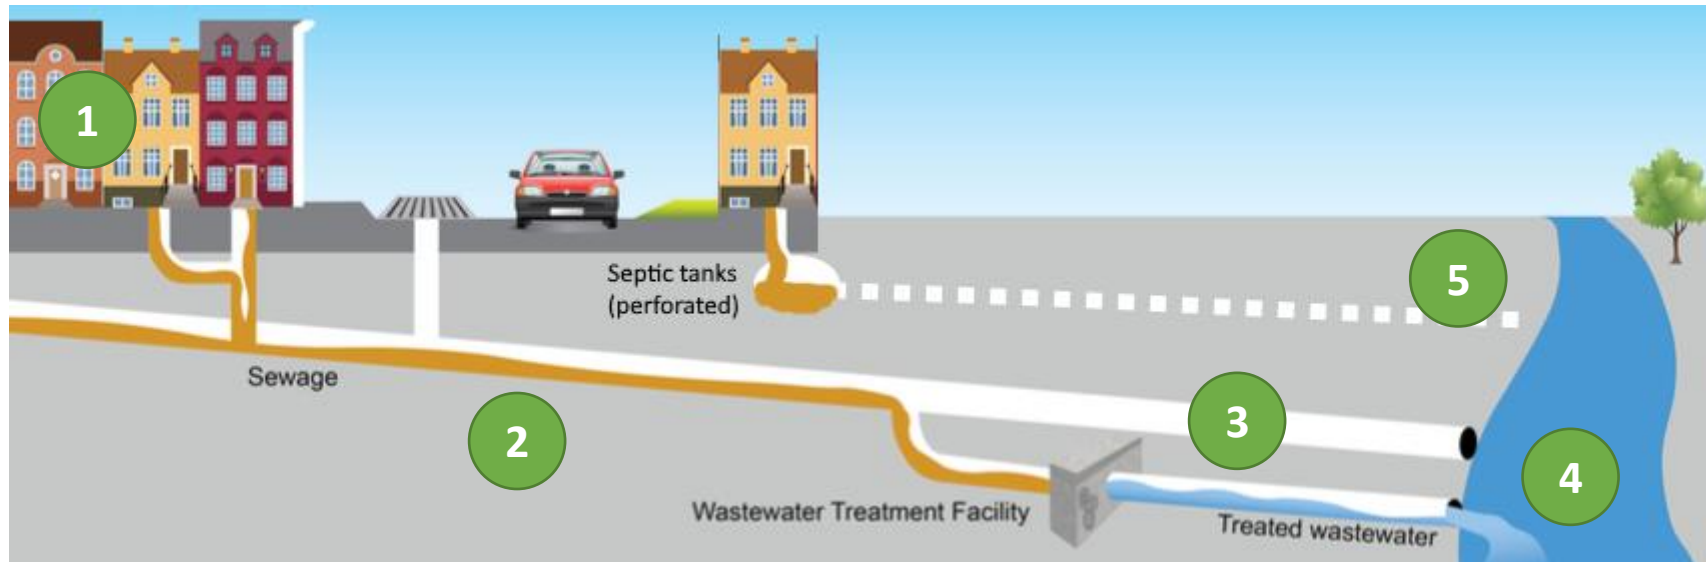 1
Septic tanks
(perforated)
5
Sewage
2
3
4
Wastewater Treatment Facility
Treated wastewater